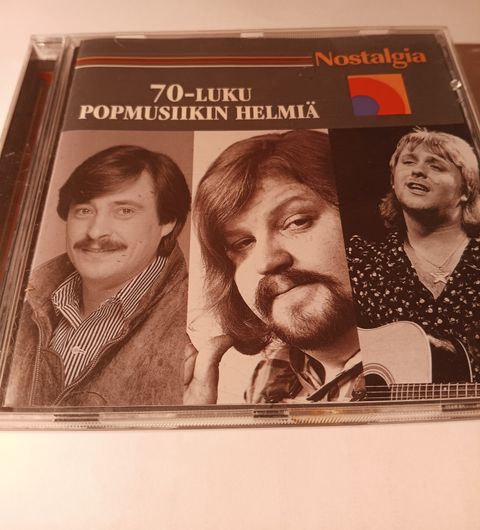 Nostalgia
70-LUKU
POPMUSIIKIN HELMIÄ